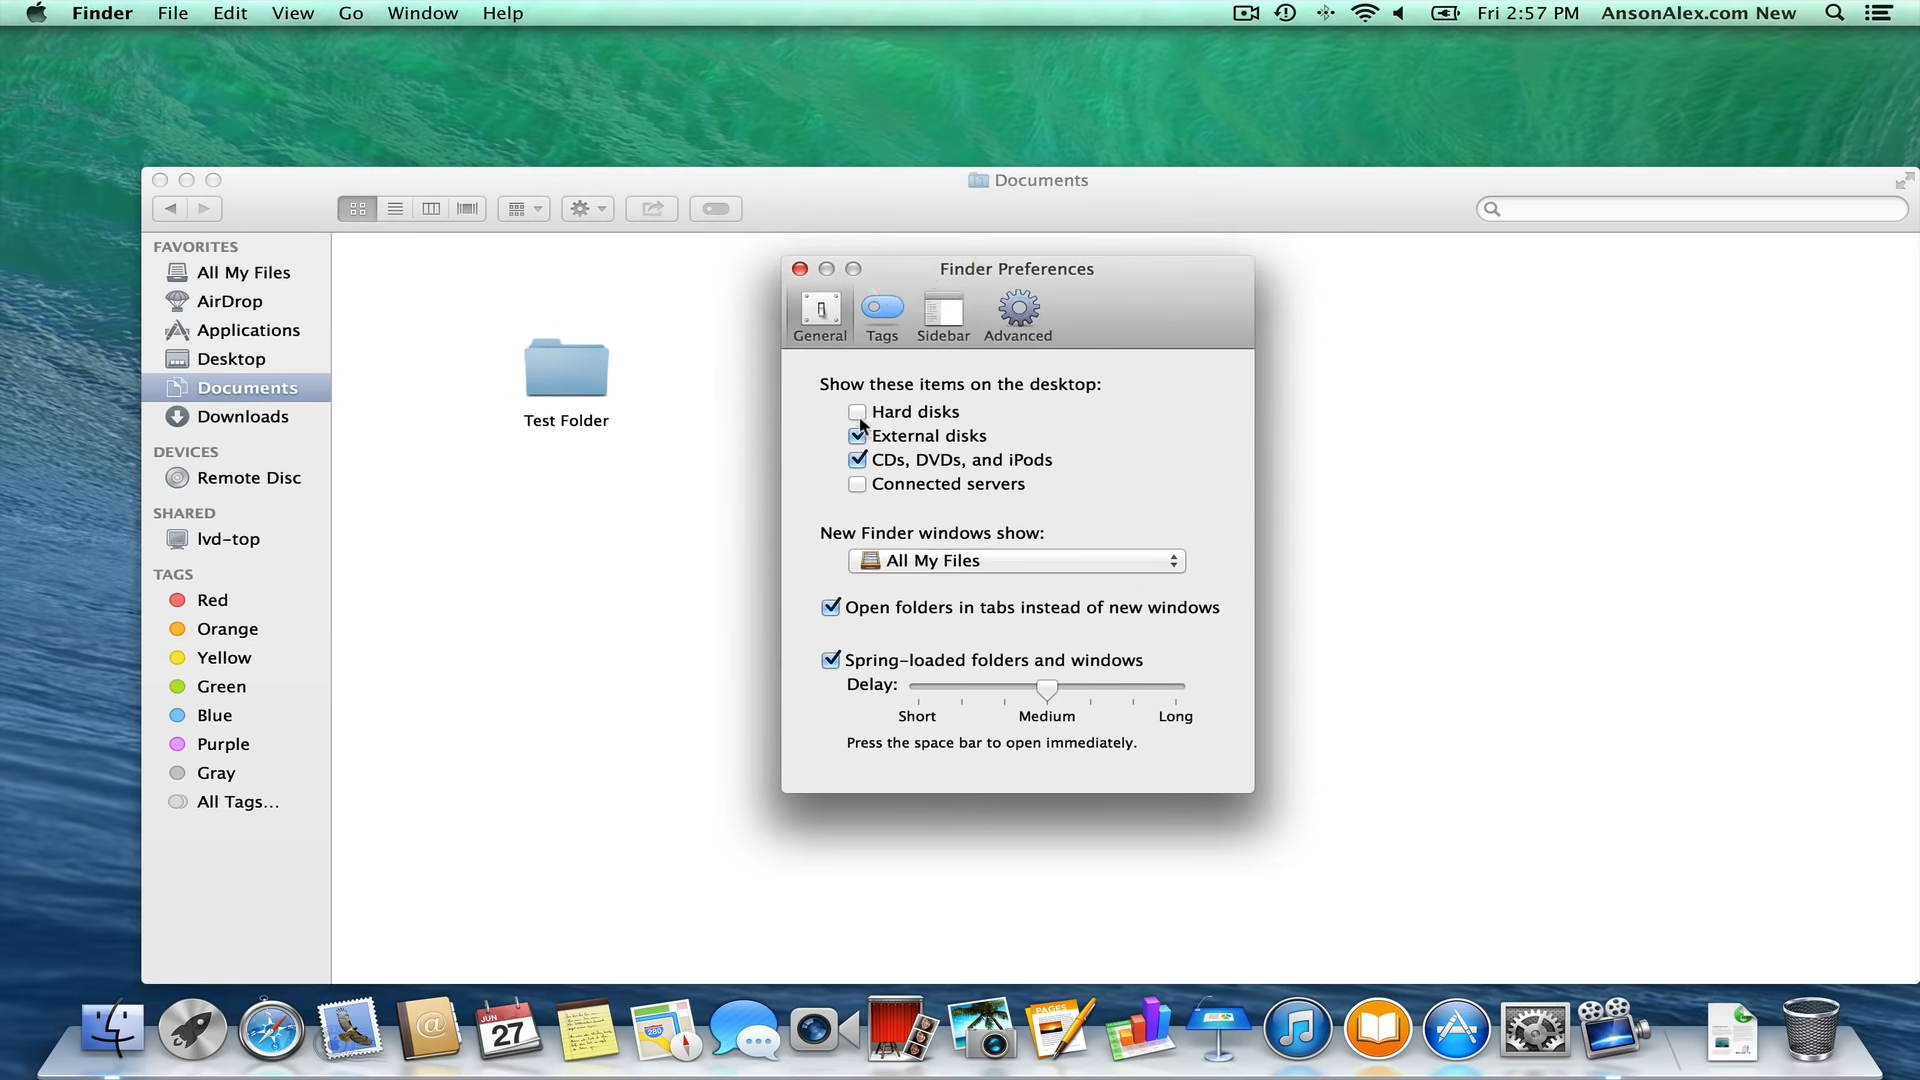 Finder File Edit View Go Window Help Fri 2:57 PM AnsonAlex.com New
Documents
FAVORITES
All My Files
AirDrop
Applications
Desktop
Documents
Downloads
DEVICES
Remote Disc
SHARED
lvd-top
TAGS
Red
Orange
Yellow
Green
Blue
Purple
Gray
All Tags...
Test Folder
Finder Preferences
General Tags Sidebar Advanced
Show these items on the desktop:
Hard disks
External disks
CDs, DVDs, and iPods
Connected servers
New Finder windows show:
All My Files
Open folders in tabs instead of new windows
Spring-loaded folders and windows
Delay:
Short Medium Long
Press the space bar to open immediately.
JUN
27
280
PAGES